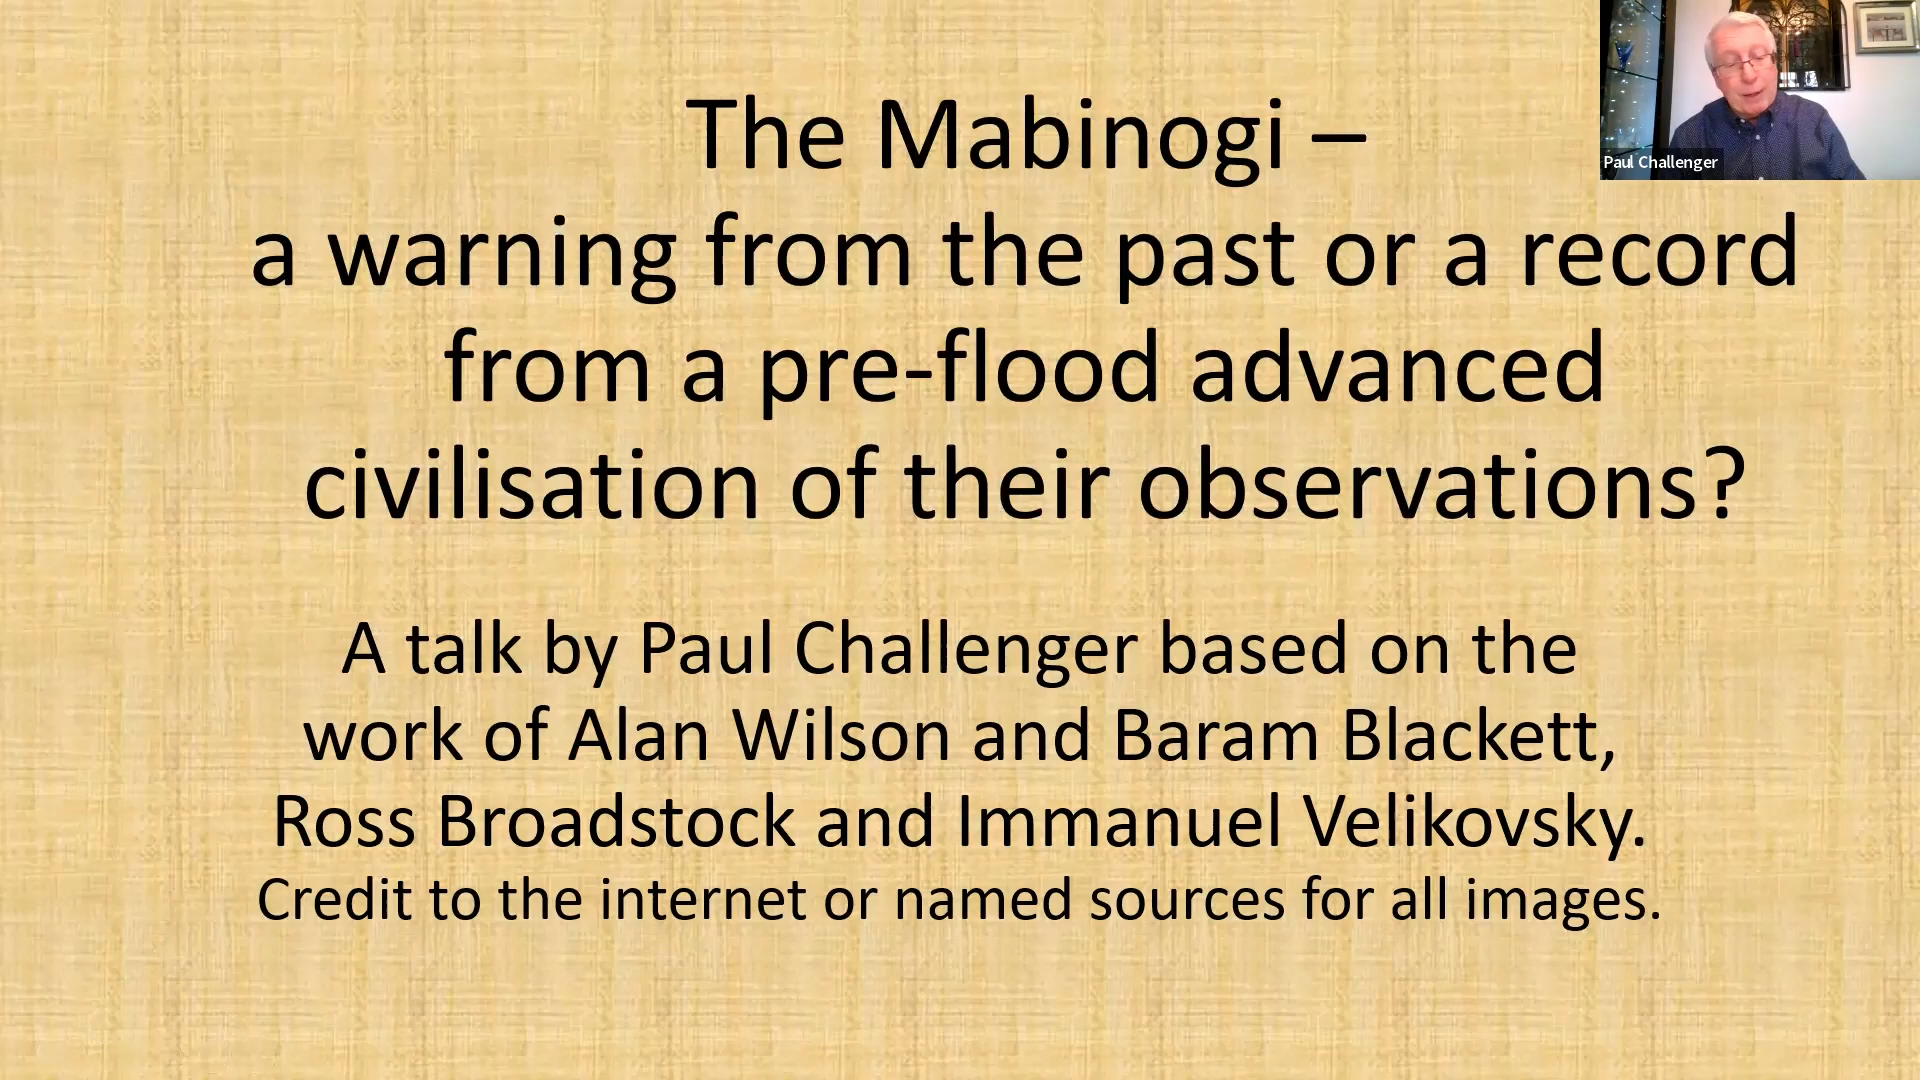 The Mabinogi –
a warning from the past or a record
from a pre-flood advanced
civilisation of their observations?
A talk by Paul Challenger based on the
work of Alan Wilson and Baram Blackett,
Ross Broadstock and Immanuel Velikovsky.
Credit to the internet or named sources for all images.
Paul Challenger